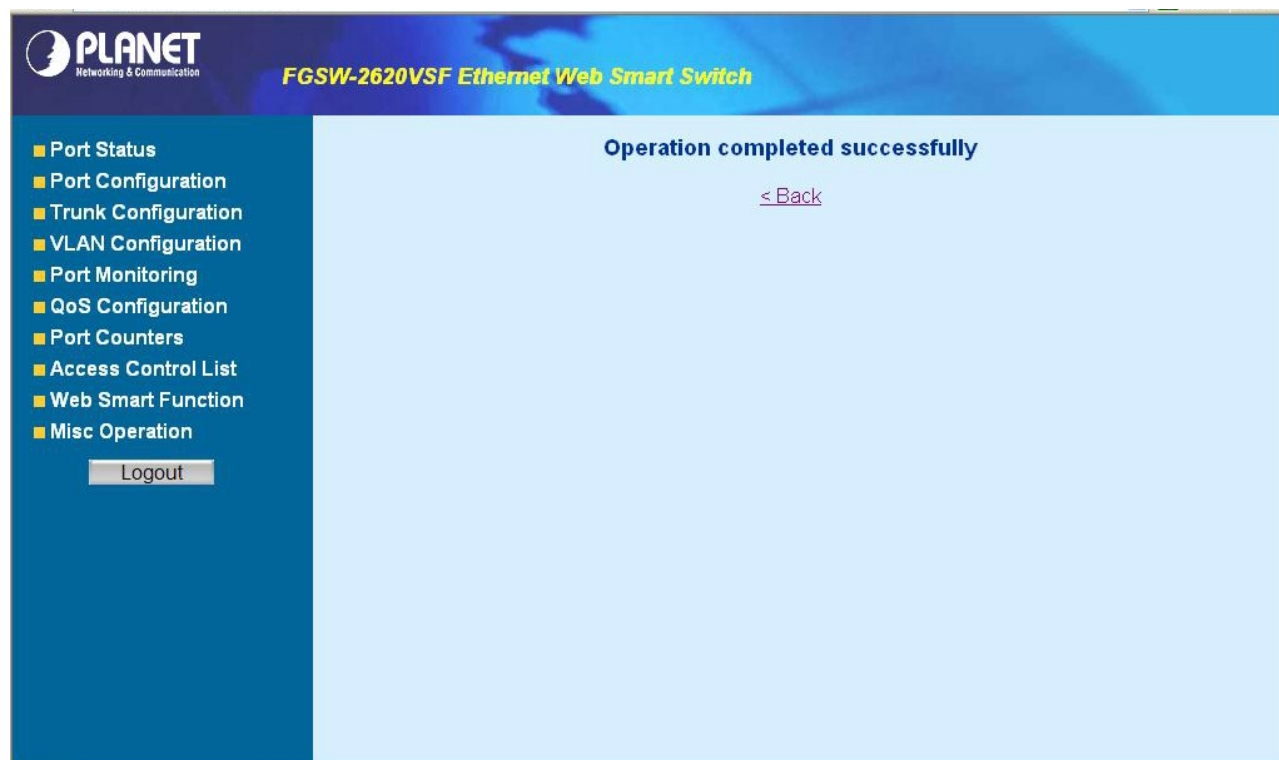 PLANET
Networking & Communication
FGSW-2620VSF Ethernet Web Smart Switch
Port Status
Port Configuration
Trunk Configuration
VLAN Configuration
Port Monitoring
QoS Configuration
Port Counters
Access Control List
Web Smart Function
Misc Operation
Logout
Operation completed successfully
< Back